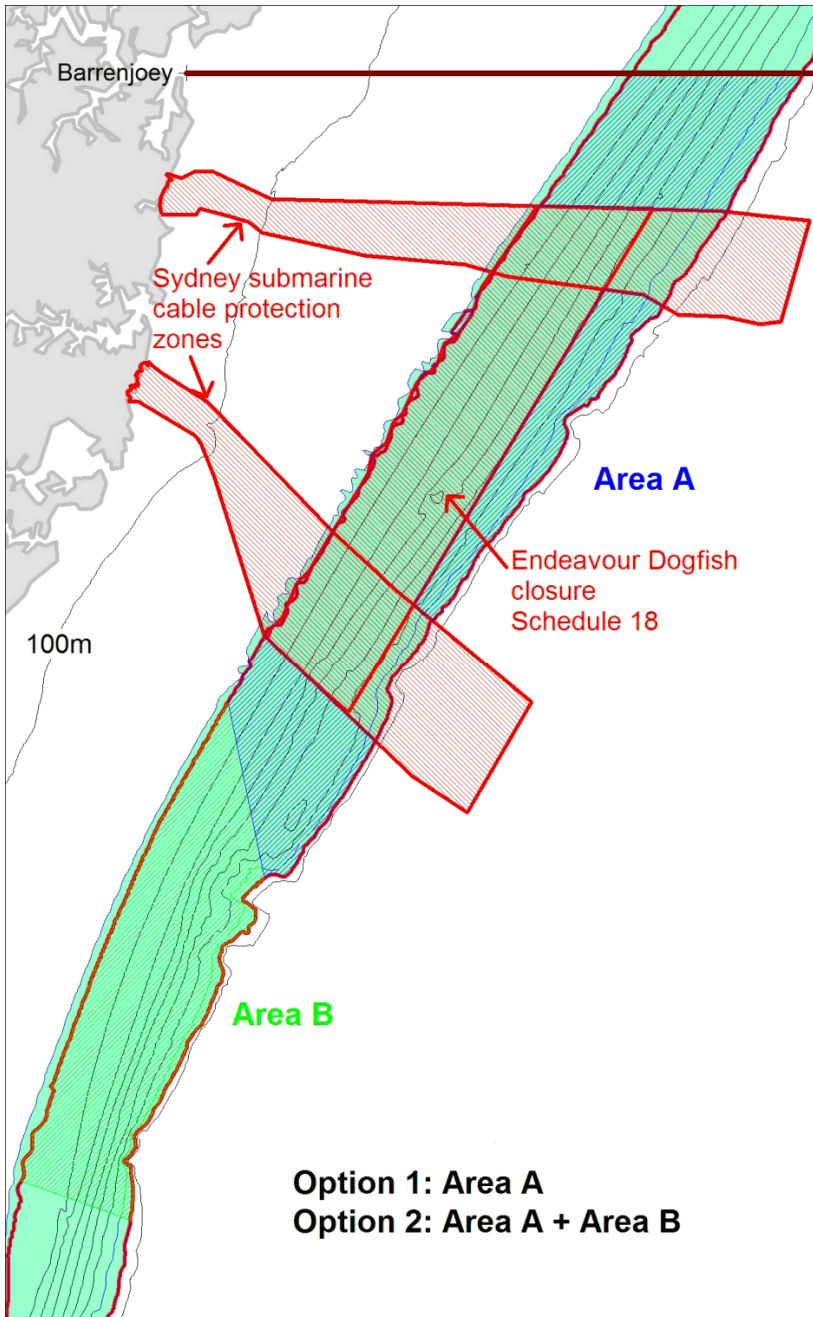 Barrenjoey
Sydney submarine
cable protection
zones
Area A
Endeavour Dogfish
closure
Schedule 18
100m
Area B
Option 1: Area A
Option 2: Area A + Area B